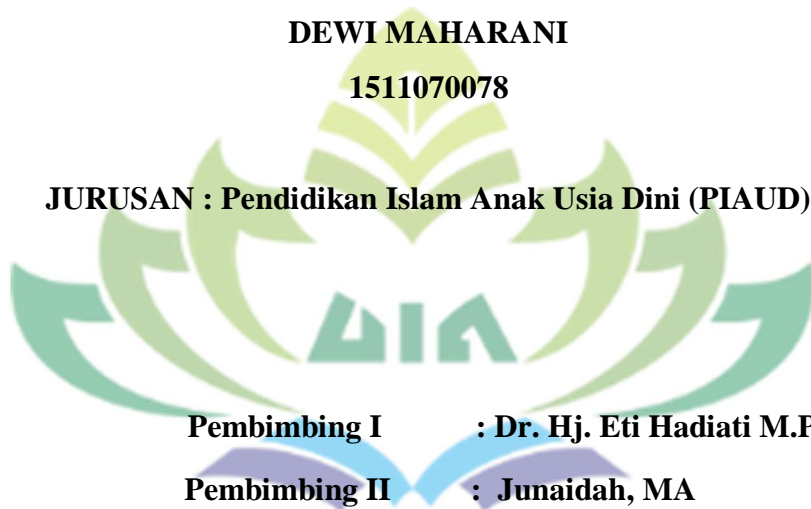 DEWI MAHARANI
1511070078
JURUSAN : Pendidikan Islam Anak Usia Dini (PIAUD)
UIA
Pembimbing I : Dr. Hj. Eti Hadiati
Pembimbing II : Junaidah, MA